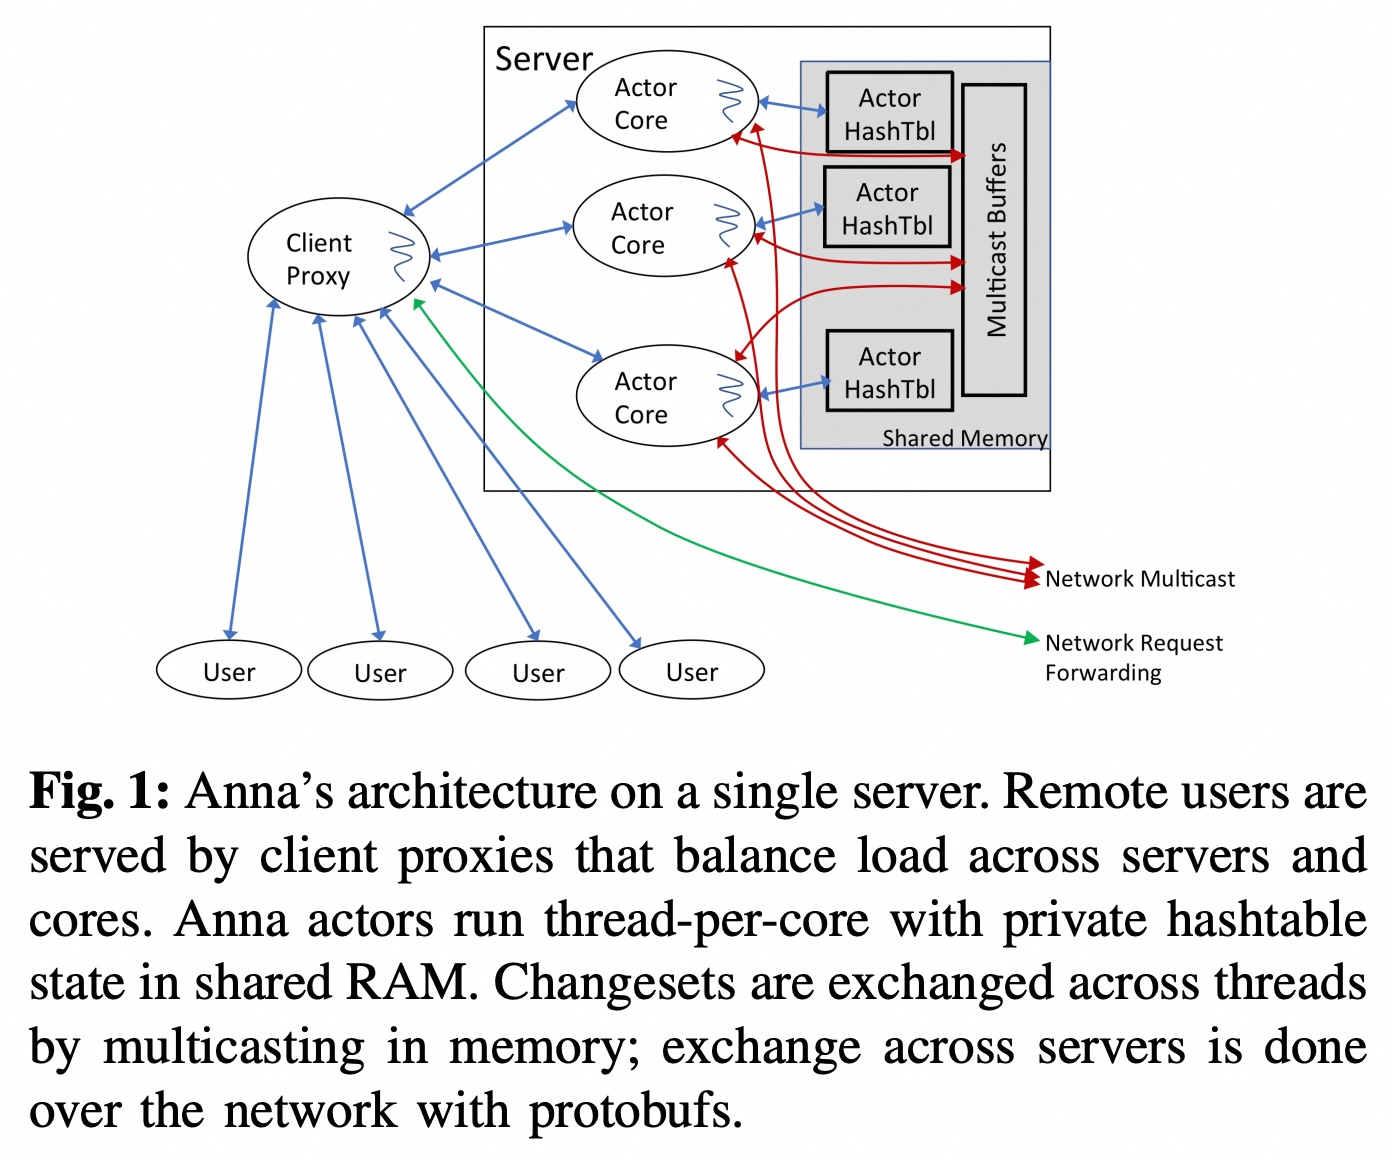 Server
Actor
Core
Actor
HashTbl
Actor
Core
Actor
HashTbl
Multicast Buffers
Client
Proxy
Actor
Core
Actor
HashTbl
Shared Memory
Network Multicast
Network Request
Forwarding
User
User
User
User
Fig. 1: Anna’s architecture on a single server. Remote users are
served by client proxies that balance load across servers and
cores. Anna actors run thread-per-core with private hashtable
state in shared RAM. Changesets are exchanged across threads
by multicasting in memory; exchange across servers is done
over the network with protobufs.